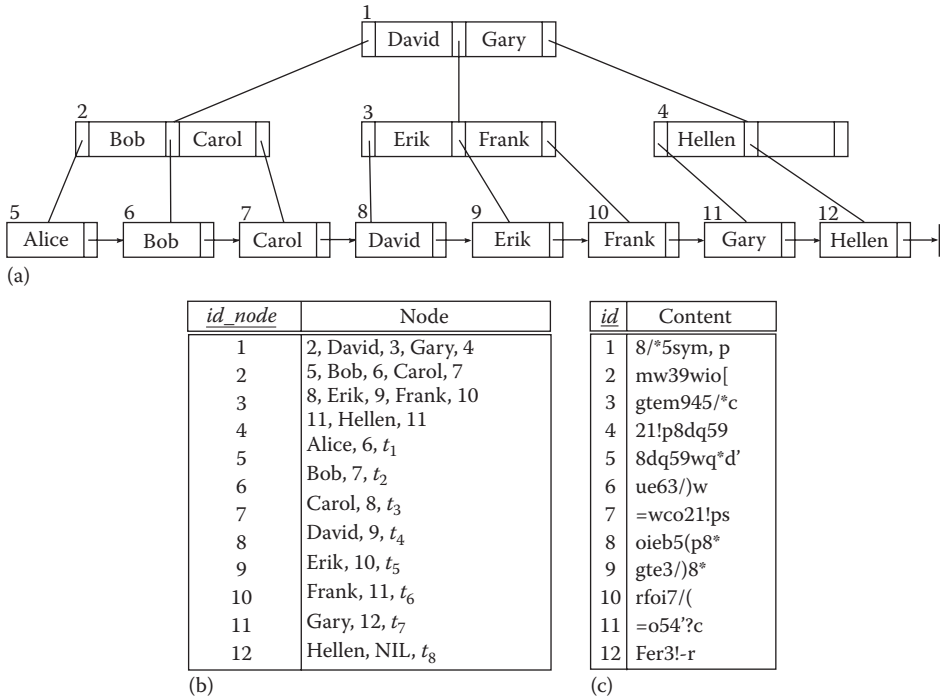 1
David Gary
2 3 4
Bob Carol Erik Frank Hellen
5 6 7 8 9 10 11 12
Alice Bob Carol David Erik Frank Gary Hellen
(a)
id_node Node
1 2, David, 3, Gary, 4
2 5, Bob, 6, Carol, 7
3 8, Erik, 9, Frank, 10
4 11, Hellen, 11
5 Alice, 6, t1
6 Bob, 7, t2
7 Carol, 8, t3
8 David, 9, t4
9 Erik, 10, t5
10 Frank, 11, t6
11 Gary, 12, t7
12 Hellen, NIL, t8
(b)
id Content
1 8/*5sym, p
2 mw39wio[
3 gtem945/*c
4 21!p8dq59
5 8dq59wq*d'
6 ue63/)w
7 =wco21!ps
8 oieb5(p8*
9 gte3/)8*
10 rfoi7/(
11 =o54'?c
12 Fer3!-r
(c)